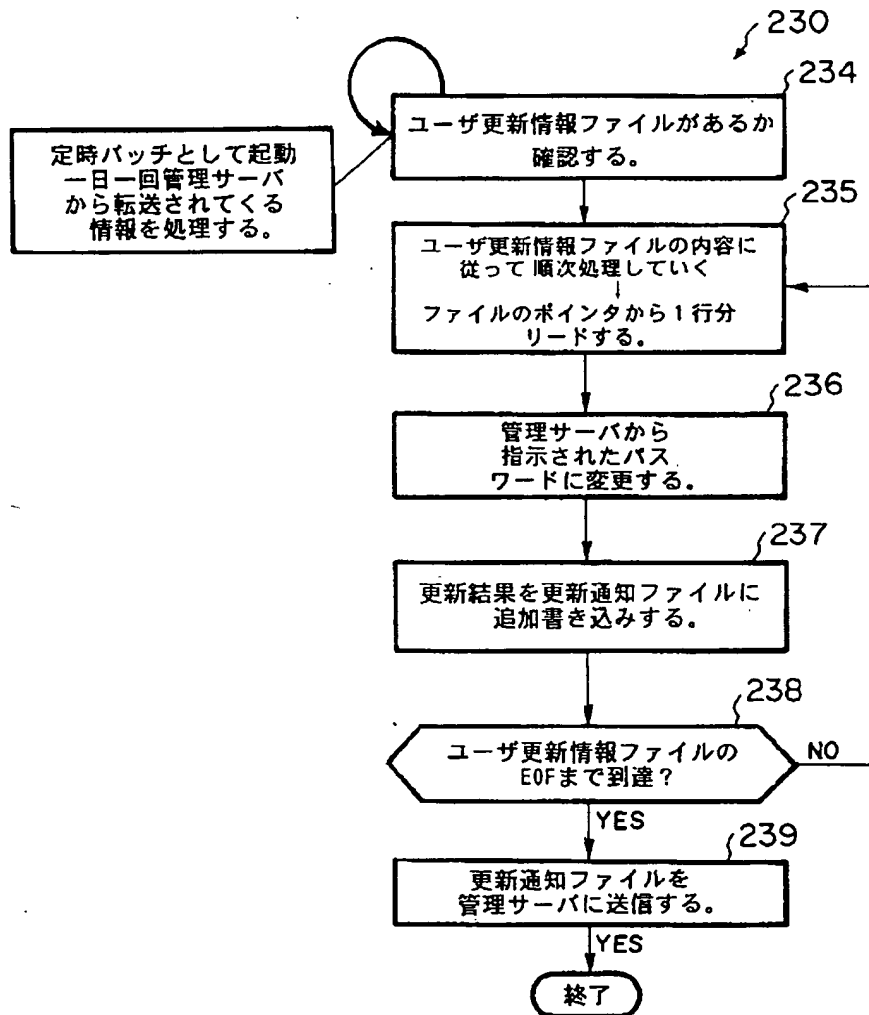 230
234
ユーザ更新情報ファイルがあるか
確認する。
定時バッチとして起動
一日一回管理サーバ
から転送されてくる
情報を処理する。
235
ユーザ更新情報ファイルの内容に
従って 順次処理していく
↓
ファイルのポインタから1行分
リードする。
236
管理サーバから
指示されたパス
ワードに変更する。
237
更新結果を更新通知ファイルに
追加書き込みする。
238
ユーザ更新情報ファイルの
EOFまで到達?
NO
YES
239
更新通知ファイルを
管理サーバに送信する。
YES
終了